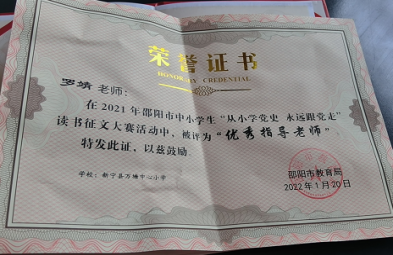 荣誉证书
HONORARY CREDENTIAL
罗靖老师：
在2021年邵阳市中小学生“从小学党史 永远跟党走”
读书征文大赛活动中，被评为“优秀指导老师”，
特发此证，以兹鼓励。
学校：新宁县万塘中心小学
邵阳市教育局
2022年1月20日